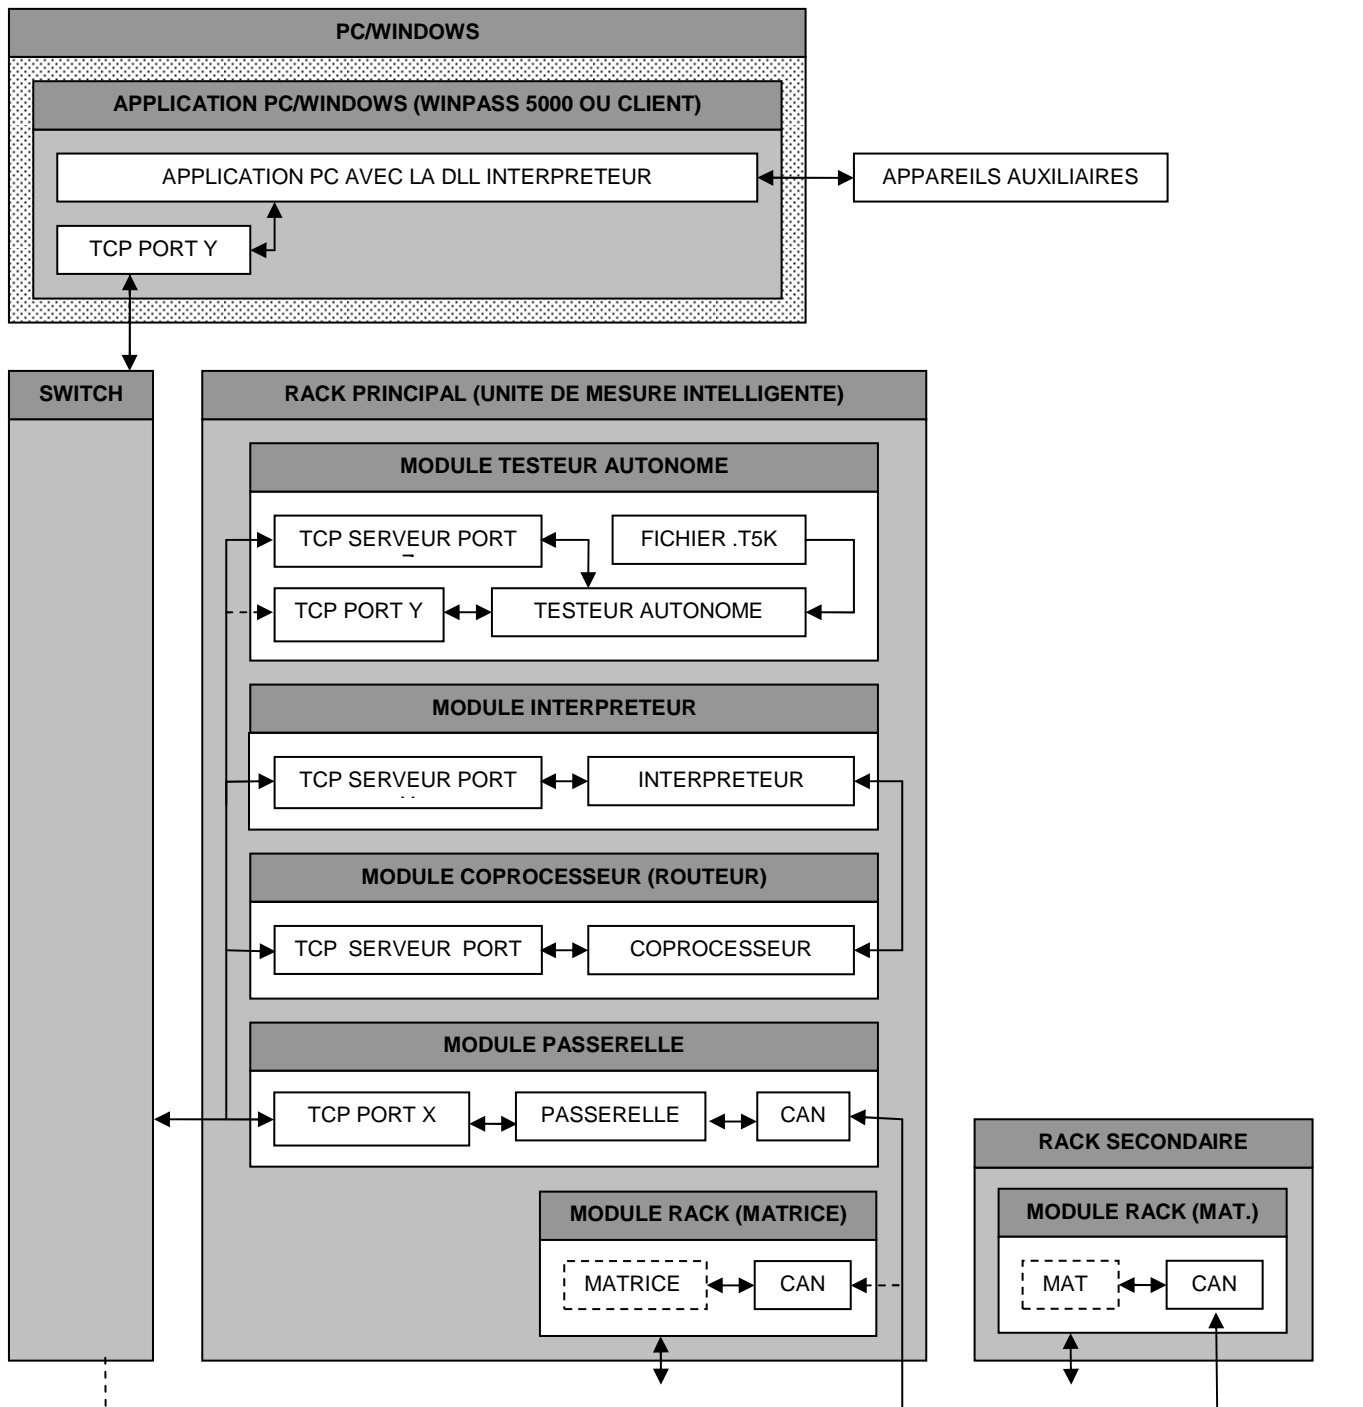 PC/WINDOWS
APPLICATION PC/WINDOWS (WINPASS 5000 OU CLIENT)
APPLICATION PC AVEC LA DLL INTERPRETEUR
APPAREILS AUXILIAIRES
TCP PORT Y
SWITCH
RACK PRINCIPAL (UNITE DE MESURE INTELLIGENTE)
MODULE TESTEUR AUTONOME
TCP SERVEUR PORT
FICHIER .T5K
TCP PORT Y
TESTEUR AUTONOME
MODULE INTERPRETEUR
TCP SERVEUR PORT
INTERPRETEUR
MODULE COPROCESSEUR (ROUTEUR)
TCP SERVEUR PORT
COPROCESSEUR
MODULE PASSERELLE
TCP PORT X
PASSERELLE
CAN
MODULE RACK (MATRICE)
MATRICE
CAN
RACK SECONDAIRE
MODULE RACK (MAT.)
MAT
CAN